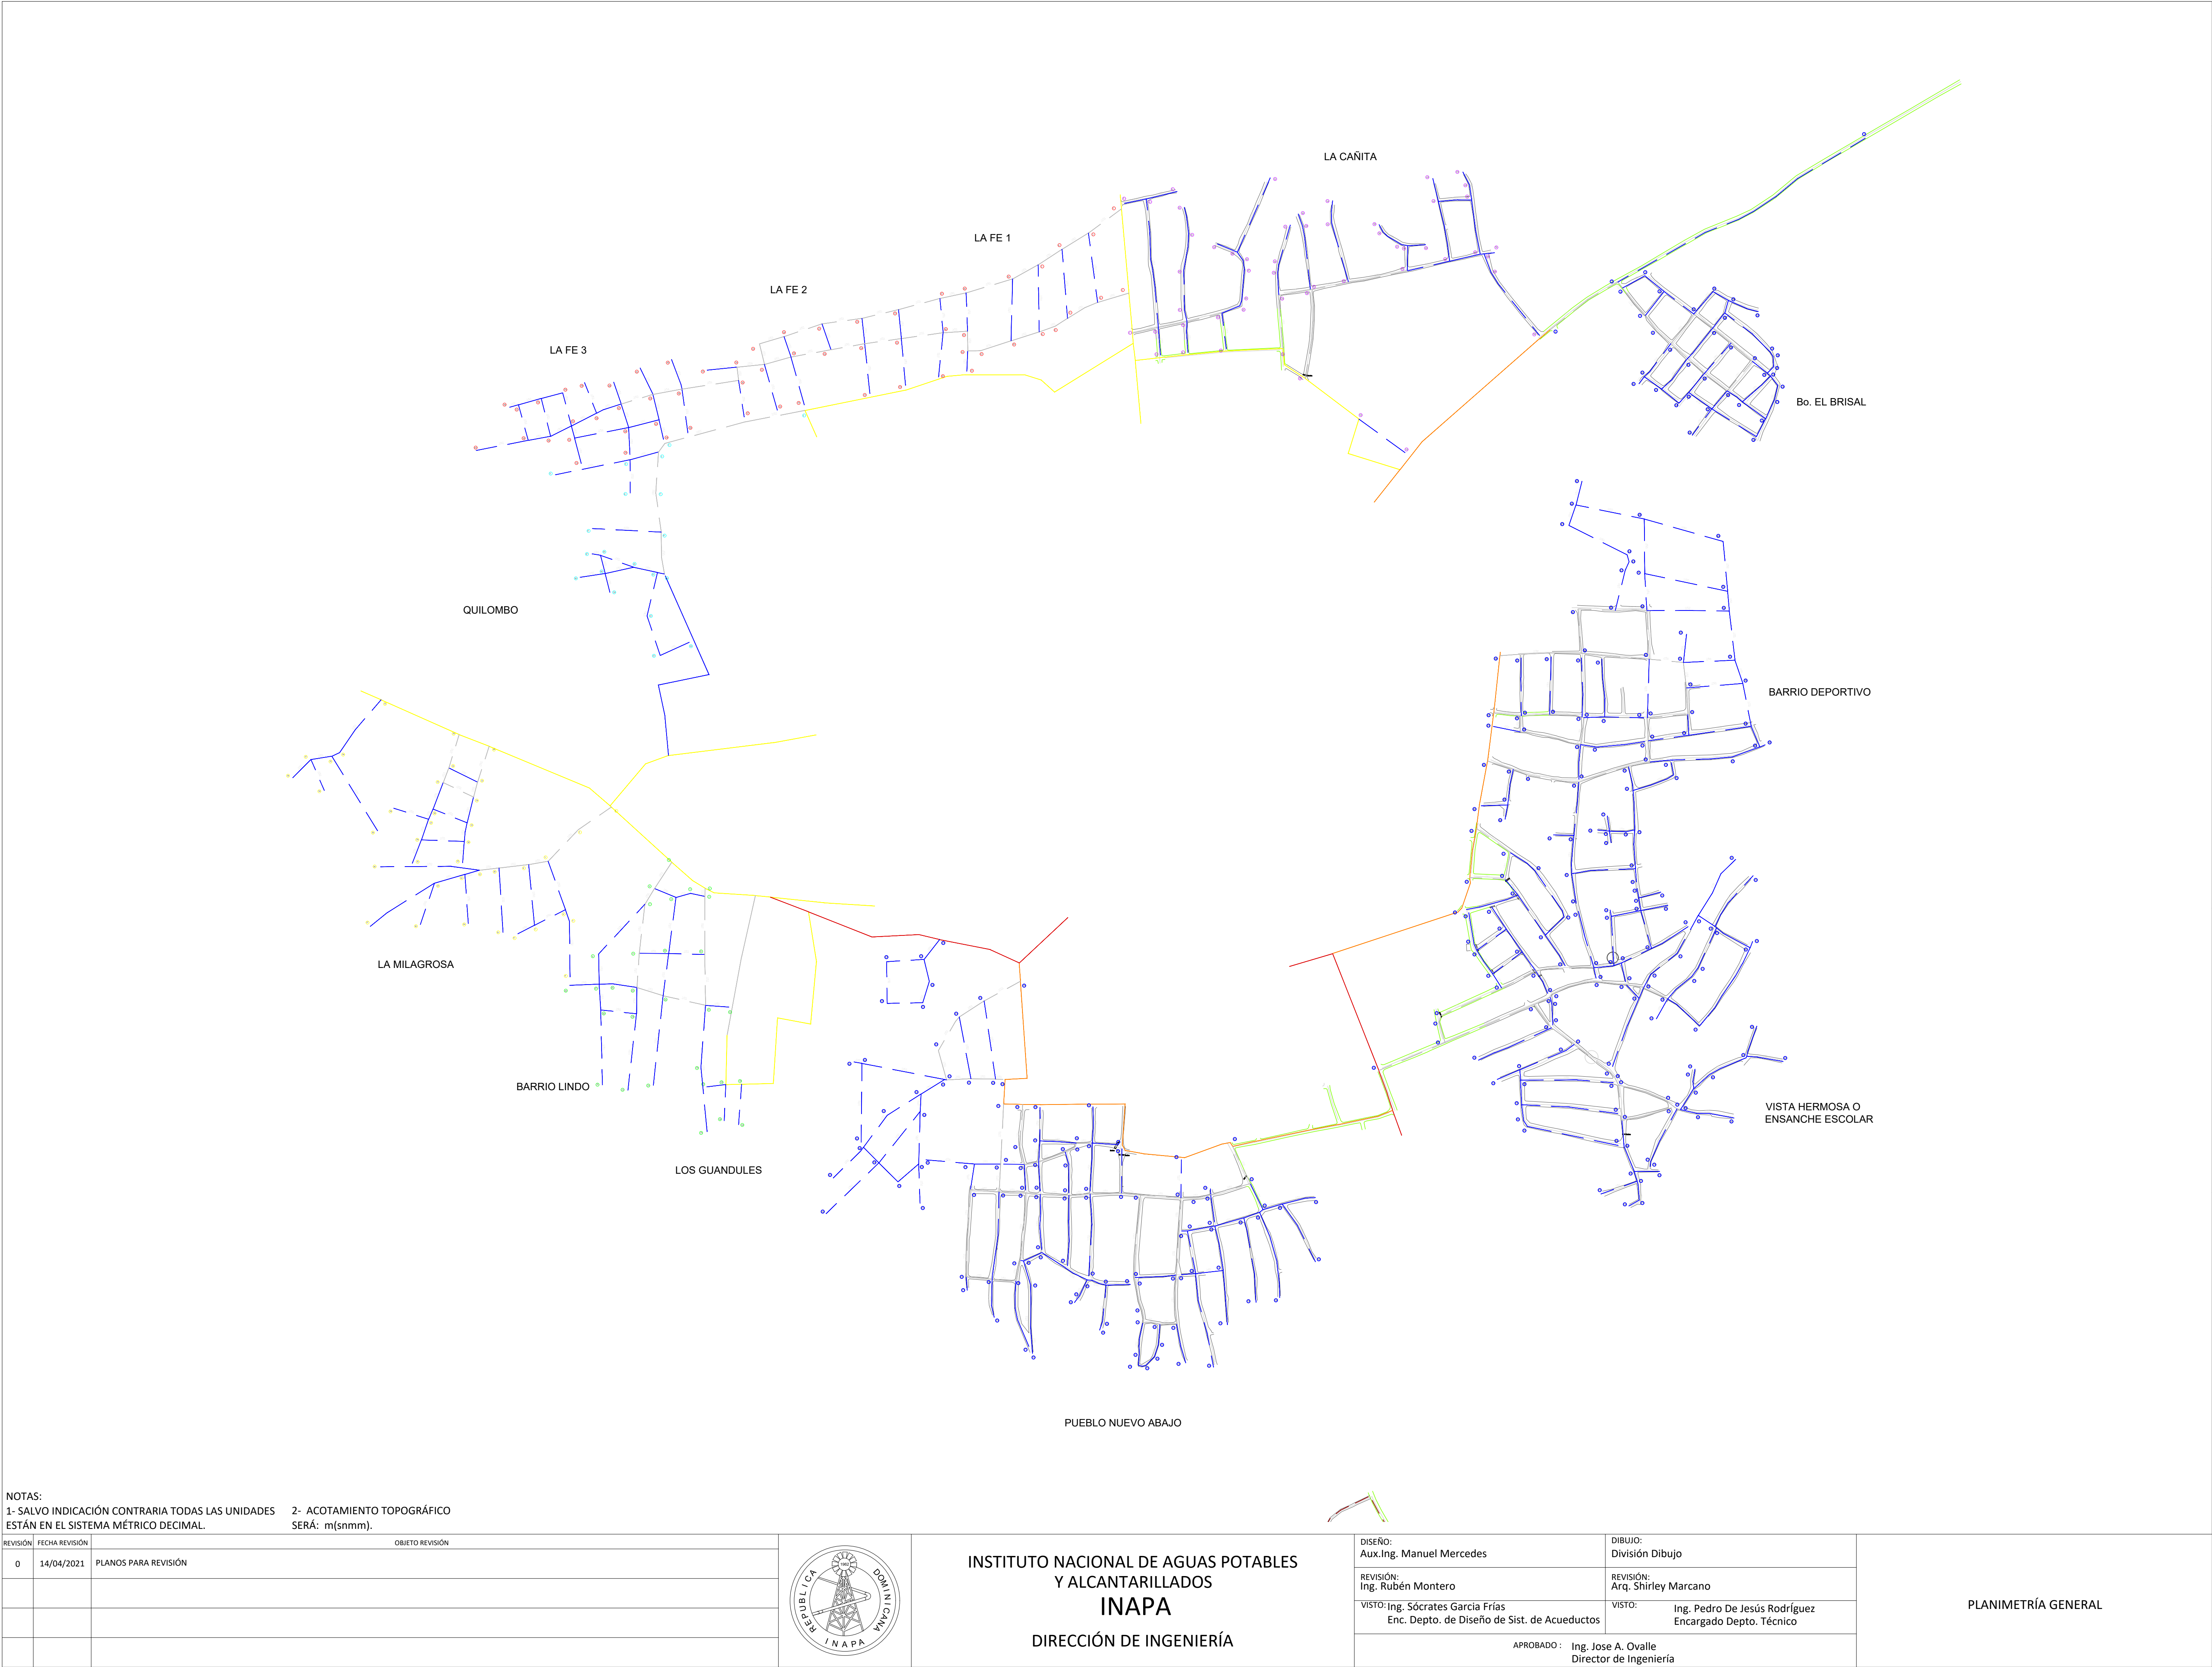 LA CAÑITA
LA FE 1
LA FE 2
LA FE 3
Bo. EL BRISAL
QUILOMBO
BARRIO DEPORTIVO
LA MILAGROSA
BARRIO LINDO
VISTA HERMOSA O
ENSANCHE ESCOLAR
LOS GUANDULES
PUEBLO NUEVO ABAJO
NOTAS:
1- SALVO INDICACIÓN CONTRARIA TODAS LAS UNIDADES
ESTÁN EN EL SISTEMA MÉTRICO DECIMAL.
2- ACOTAMIENTO TOPOGRÁFICO
SERÁ: m(snmm).
REVISIÓN FECHA REVISIÓN OBJETO REVISIÓN
0 14/04/2021 PLANOS PARA REVISIÓN
REPUBLICA DOMINICANA
1962
INAPA
INSTITUTO NACIONAL DE AGUAS POTABLES
Y ALCANTARILLADOS
INAPA
DIRECCIÓN DE INGENIERÍA
DISEÑO:
Aux.Ing. Manuel Mercedes
DIBUJO:
División Dibujo
REVISIÓN:
Ing. Rubén Montero
REVISIÓN:
Arq. Shirley Marcano
VISTO: Ing. Sócrates Garcia Frías
Enc. Depto. de Diseño de Sist. de Acueductos
VISTO: Ing. Pedro De Jesús Rodríguez
Encargado Depto. Técnico
APROBADO : Ing. Jose A. Ovalle
Director de Ingeniería
PLANIMETRÍA GENERAL